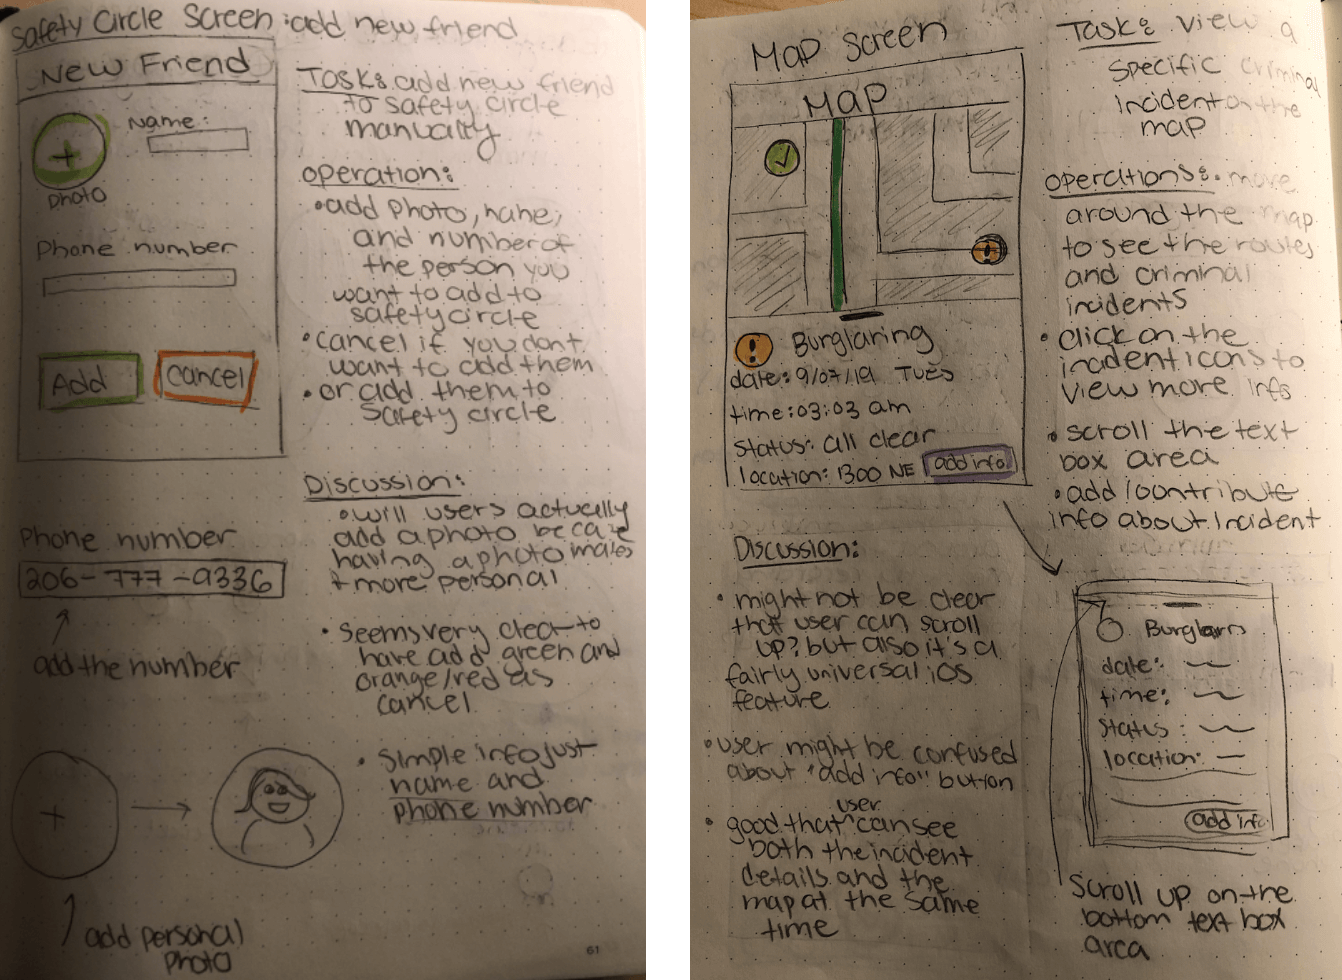 Safety Circle Screen: add new friend
New Friend
Name:
photo
Phone number
Add
Cancel
Task: add new friend
to safety circle
manually
operation:
• add photo, name,
and number of
the person you
want to add to
safety circle
• cancel if you dont
want to add them
• or add them to
safety circle
Discussion:
• will users actually
add a photo
having a photo makes
more personal
• seems very clear to
have add green and
orange/red as
cancel
• Simple info just
name and
phone number
Phone number
206-777-9336
add the number
+
add personal
photo
61
Map Screen
Map
! Burglaring
date: 9/07/19 TUES
time: 03:03 am
status: all clear
location: 1300 NE
add info
Task: view a
specific criminal
incident on the
map
operations: • move
around the map
to see the routes
and criminal
incidents
• click on the
incident icons to
view more info
• scroll the text
box area
• add/contribute
info about incident
Discussion:
• might not be clear
that user can scroll
up? but also it's a
fairly universal ios
feature
• user might be confused
about "add info" button
• good that user can see
both the incident
details and the
map at the same
time
date:
time:
status:
location:
add info
Scroll up on the
bottom text box
area